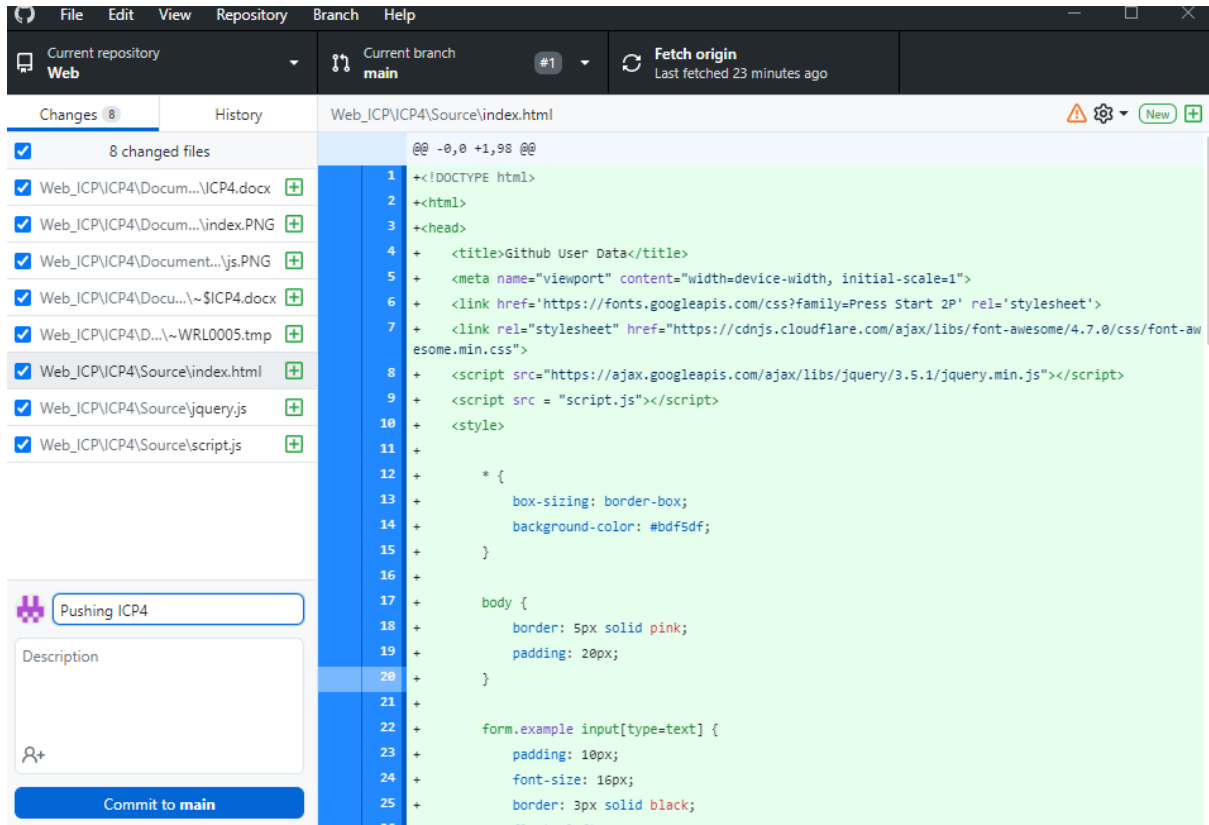 File Edit View Repository Branch Help
Current repository
Web
Current branch
main
#1
Fetch origin
Last fetched 23 minutes ago
Changes 8
History
8 changed files
Web_ICP\ICP4\Docum...\ICP4.docx
Web_ICP\ICP4\Docum...\index.PNG
Web_ICP\ICP4\Document...\js.PNG
Web_ICP\ICP4\Docu...\~$ICP4.docx
Web_ICP\ICP4\D...\~WRL0005.tmp
Web_ICP\ICP4\Source\index.html
Web_ICP\ICP4\Source\jquery.js
Web_ICP\ICP4\Source\script.js
Pushing ICP4
Description
Commit to main
Web_ICP\ICP4\Source\index.html
New
@@ -0,0 +1,98 @@
1 +<!DOCTYPE html>
2 +<html>
3 +<head>
4 +    <title>Github User Data</title>
5 +    <meta name="viewport" content="width=device-width, initial-scale=1">
6 +    <link href='https://fonts.googleapis.com/css?family=Press Start 2P' rel='stylesheet'>
7 +    <link rel="stylesheet" href="https://cdnjs.cloudflare.com/ajax/libs/font-awesome/4.7.0/css/font-aw
esome.min.css">
8 +    <script src="https://ajax.googleapis.com/ajax/libs/jquery/3.5.1/jquery.min.js"></script>
9 +    <script src = "script.js"></script>
10 +    <style>
11 +
12 +        * {
13 +            box-sizing: border-box;
14 +            background-color: #bdf5df;
15 +        }
16 +
17 +        body {
18 +            border: 5px solid pink;
19 +            padding: 20px;
20 +        }
21 +
22 +        form.example input[type=text] {
23 +            padding: 10px;
24 +            font-size: 16px;
25 +            border: 3px solid black;